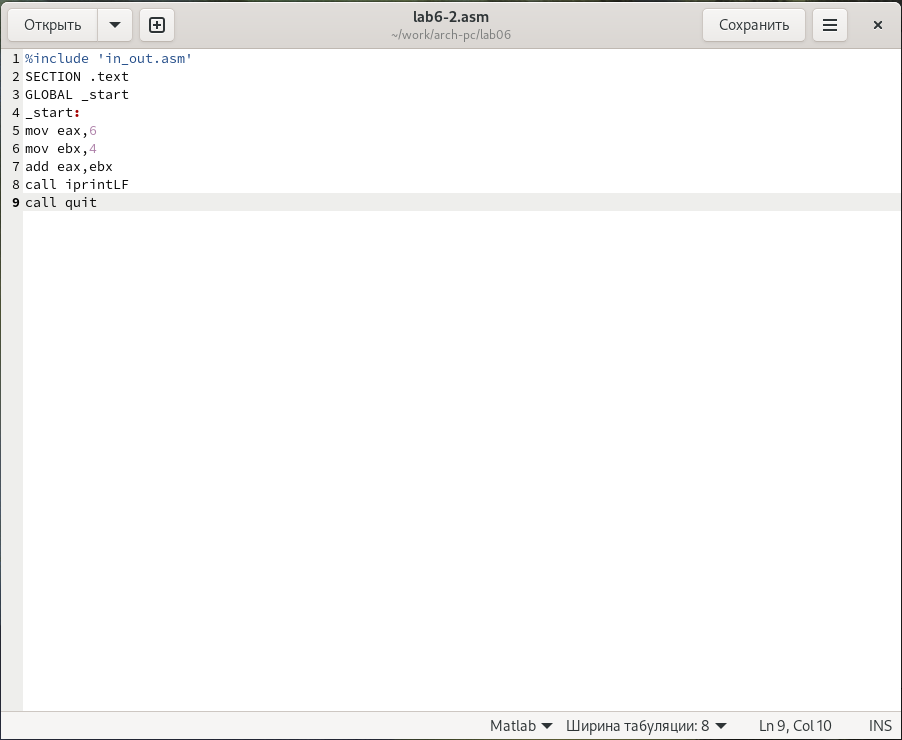 Открыть
lab6-2.asm
~/work/arch-pc/lab06
Сохранить
1 %include 'in_out.asm'
2 SECTION .text
3 GLOBAL _start
4 _start:
5 mov eax,6
6 mov ebx,4
7 add eax,ebx
8 call iprintLF
9 call quit
Matlab Ширина табуляции: 8 Ln 9, Col 10 INS